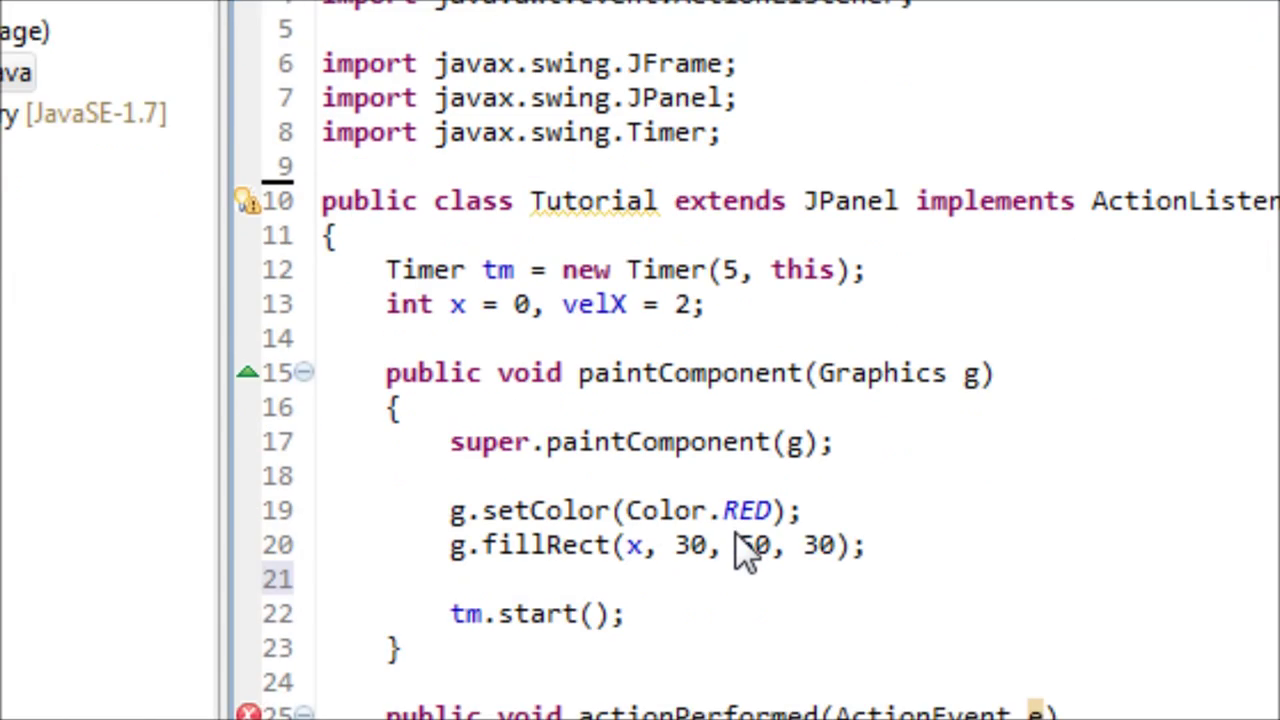 age)
ava
ry [JavaSE-1.7]
5
6 import javax.swing.JFrame;
7 import javax.swing.JPanel;
8 import javax.swing.Timer;
9
10 public class Tutorial extends JPanel implements ActionListen
11 {
12 Timer tm = new Timer(5, this);
13 int x = 0, velX = 2;
14
15 public void paintComponent(Graphics g)
16 {
17 super.paintComponent(g);
18
19 g.setColor(Color.RED);
20 g.fillRect(x, 30, 50, 30);
21
22 tm.start();
23 }
24
25 public void actionPerformed(ActionEvent e)